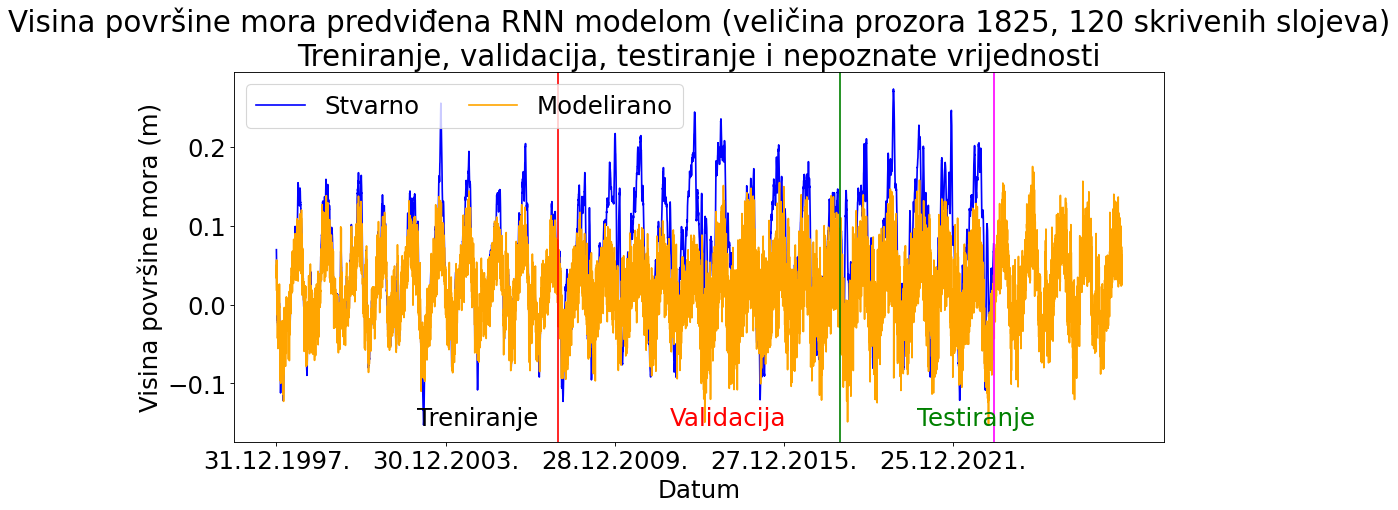 Visina površine mora predviđena RNN modelom (veličina prozora 1825, 120 skrivenih slojeva)
Treniranje, validacija, testiranje i nepoznate vrijednosti
Stvarno Modelirano
Visina površine mora (m)
0.2
0.1
0.0
−0.1
Treniranje Validacija Testiranje
31.12.1997. 30.12.2003. 28.12.2009. 27.12.2015. 25.12.2021.
Datum